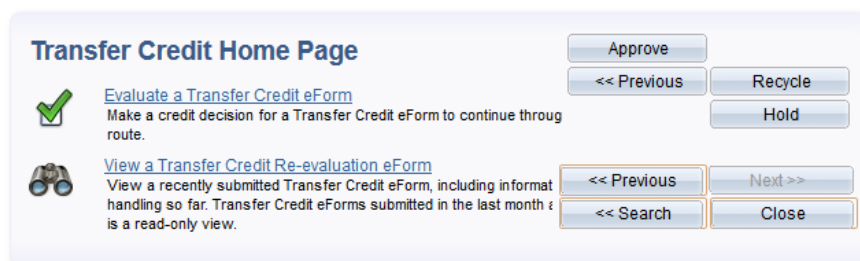 Transfer Credit Home Page
Approve
<< Previous
Recycle
Hold
Evaluate a Transfer Credit eForm
Make a credit decision for a Transfer Credit eForm to continue throug
route.
View a Transfer Credit Re-evaluation eForm
View a recently submitted Transfer Credit eForm, including informat
handling so far. Transfer Credit eForms submitted in the last month
is a read-only view.
<< Previous
Next >>
<< Search
Close